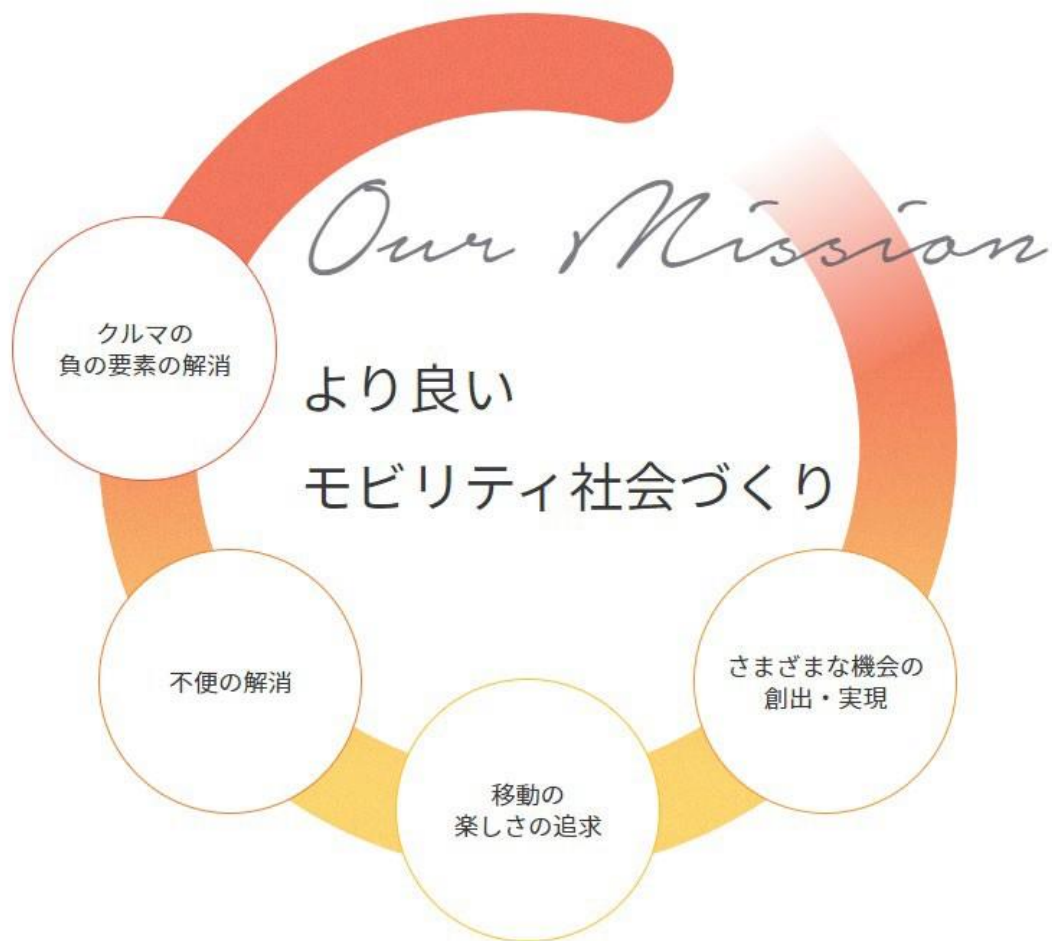 Our Mission
より良い
モビリティ社会づくり
クルマの
負の要素の解消
不便の解消
移動の
楽しさの追求
さまざまな機会の
創出・実現